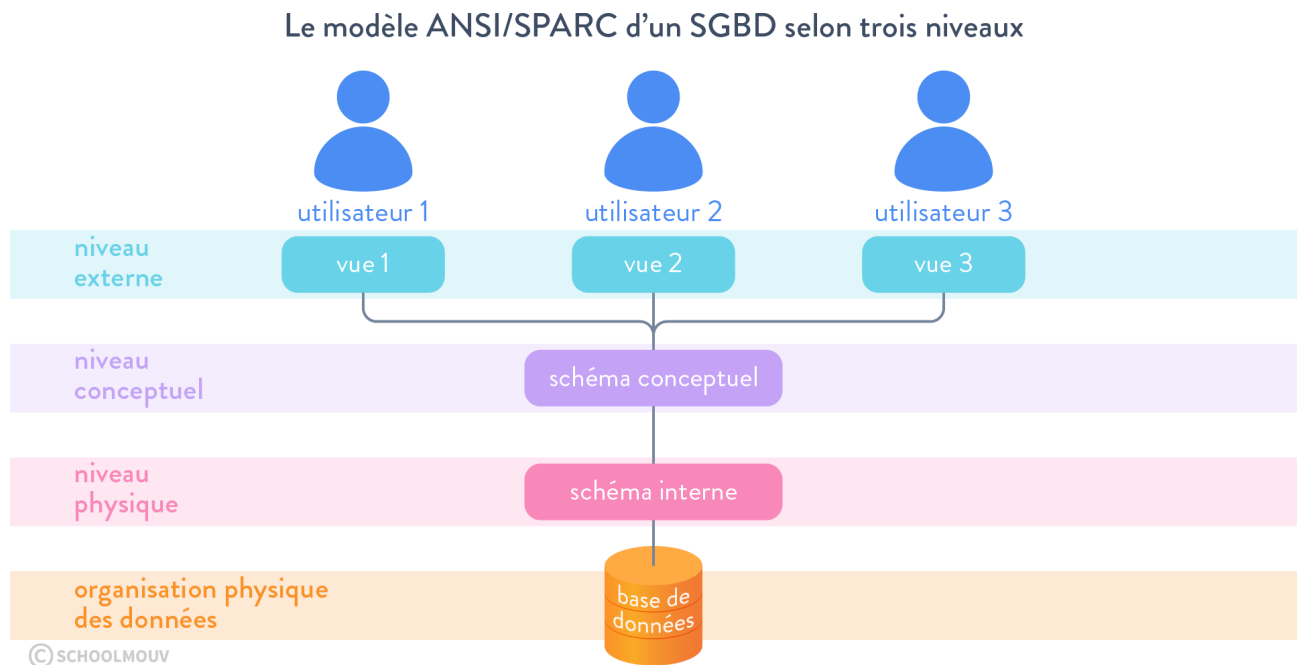 Le modèle ANSI/SPARC d'un SGBD selon trois niveaux
utilisateur 1
utilisateur 2
utilisateur 3
niveau
externe
vue 1
vue 2
vue 3
niveau
conceptuel
schéma conceptuel
niveau
physique
schéma interne
organisation physique
des données
base de
données
© SCHOOLMOUV